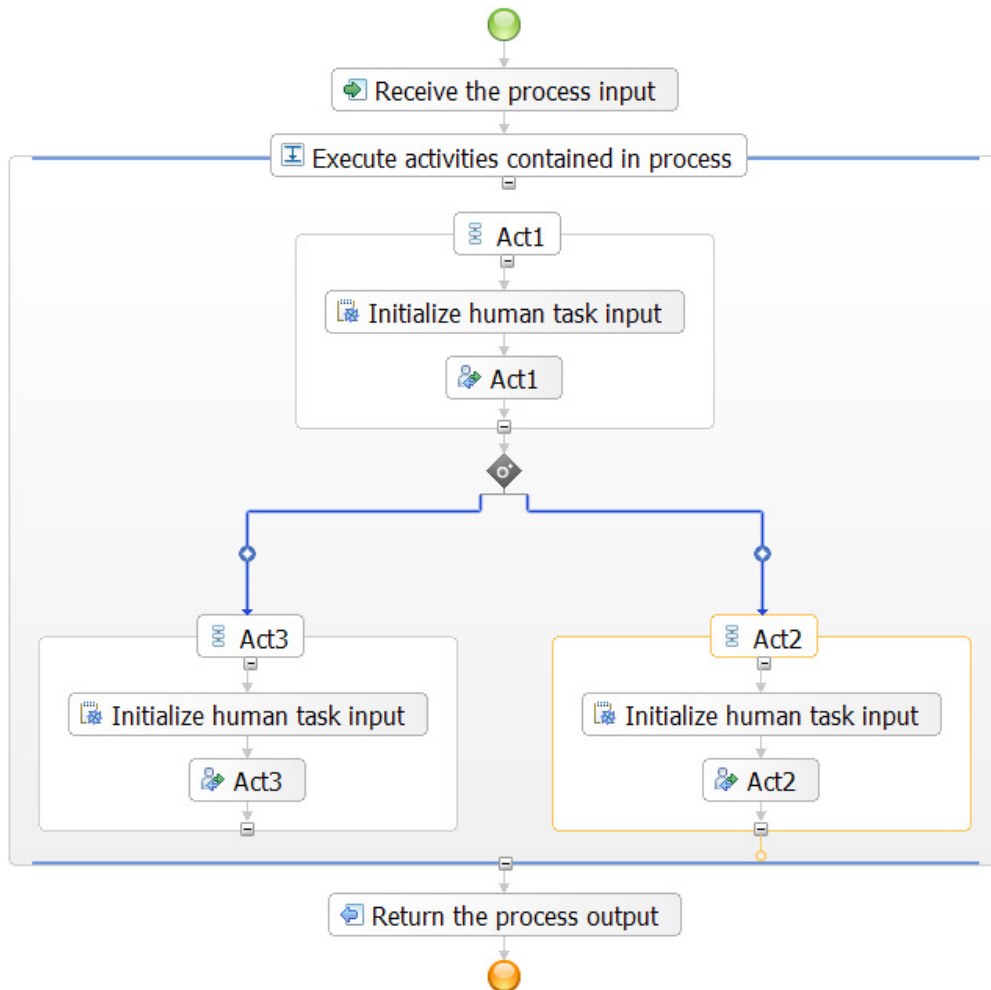 Receive the process input
Execute activities contained in process
Act1
Initialize human task input
Act1
Act3
Initialize human task input
Act3
Act2
Initialize human task input
Act2
Return the process output